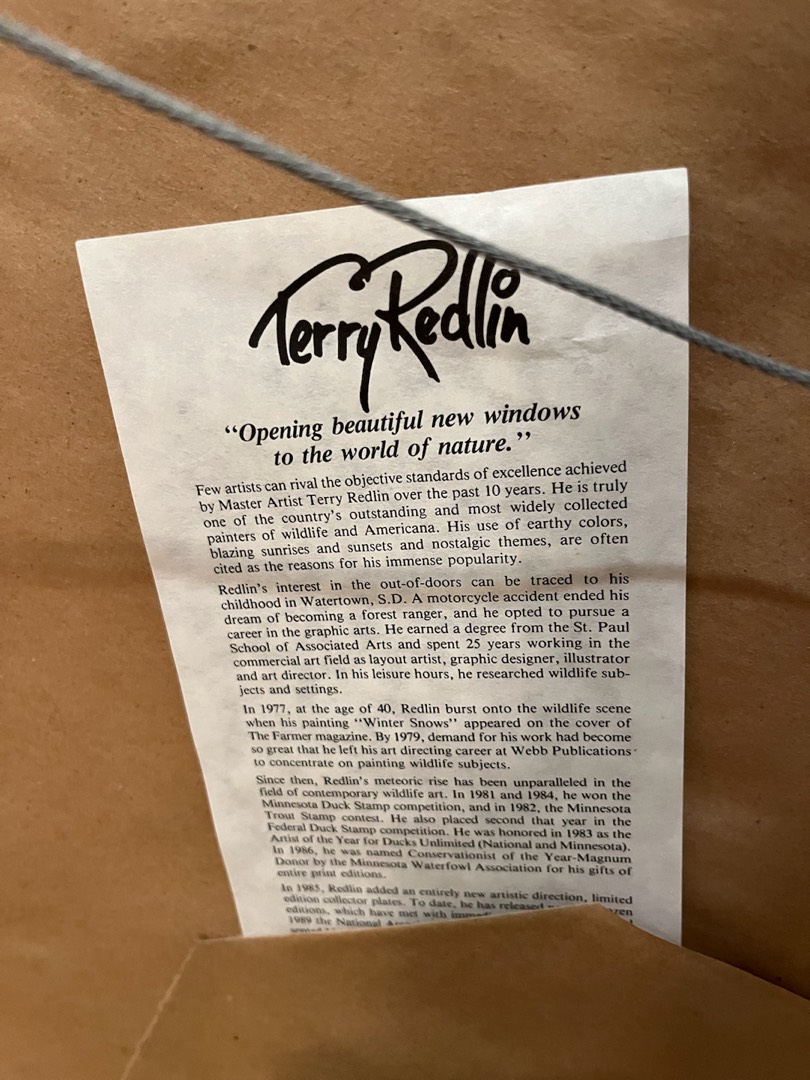 Terry Redlin
“Opening beautiful new windows
to the world of nature.”
Few artists can rival the objective standards of excellence achieved
by Master Artist Terry Redlin over the past 10 years. He is truly
one of the country's outstanding and most widely collected
painters of wildlife and Americana. His use of earthy colors,
blazing sunrises and sunsets and nostalgic themes, are often
cited as the reasons for his immense popularity.
Redlin's interest in the out-of-doors can be traced to his
childhood in Watertown, S.D. A motorcycle accident ended his
dream of becoming a forest ranger, and he opted to pursue a
career in the graphic arts. He earned a degree from the St. Paul
School of Associated Arts and spent 25 years working in the
commercial art field as layout artist, graphic designer, illustrator
and art director. In his leisure hours, he researched wildlife sub-
jects and settings.
In 1977, at the age of 40, Redlin burst onto the wildlife scene
when his painting “Winter Snows” appeared on the cover of
The Farmer magazine. By 1979, demand for his work had become
so great that he left his art directing career at Webb Publications
to concentrate on painting wildlife subjects.
Since then, Redlin's meteoric rise has been unparalleled in the
field of contemporary wildlife art. In 1981 and 1984, he won the
Minnesota Duck Stamp competition, and in 1982, the Minnesota
Trout Stamp contest. He also placed second that year in the
Federal Duck Stamp competition. He was honored in 1983 as the
Artist of the Year for Ducks Unlimited (National and Minnesota).
In 1986, he was named Conservationist of the Year-Magnum
Donor by the Minnesota Waterfowl Association for his gifts of
entire print editions.
In 1985, Redlin added an entirely new artistic direction, limited
edition collector plates. To date, he has released
editions, which have met with
1989 the National